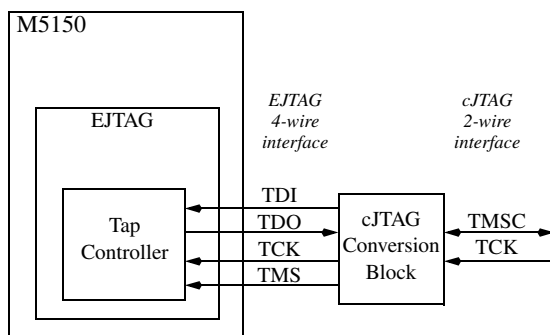 M5150
EJTAG
EJTAG
4-wire
interface
cJTAG
2-wire
interface
Tap
Controller
TDI
TDO
TCK
TMS
cJTAG
Conversion
Block
TMSC
TCK